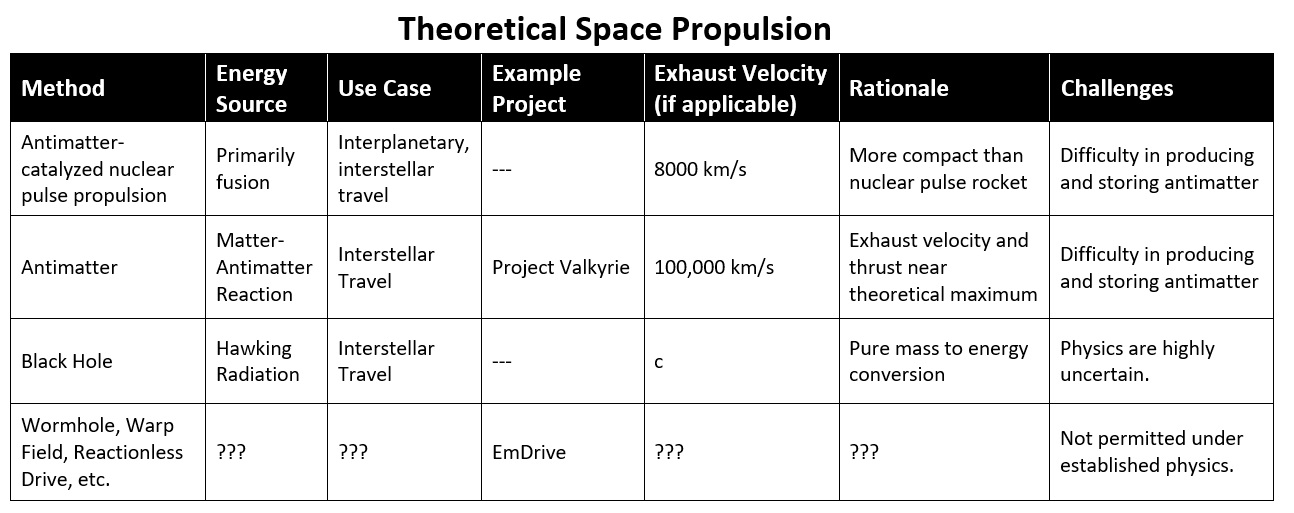 Theoretical Space Propulsion
Method
Energy
Source
Use Case
Example
Project
Exhaust Velocity
(if applicable)
Rationale
Challenges
Antimatter-
catalyzed nuclear
pulse propulsion
Primarily
fusion
Interplanetary,
interstellar
travel
---
8000 km/s
More compact than
nuclear pulse rocket
Difficulty in producing
and storing antimatter
Antimatter
Matter-
Antimatter
Reaction
Interstellar
Travel
Project Valkyrie
100,000 km/s
Exhaust velocity and
thrust near
theoretical maximum
Difficulty in producing
and storing antimatter
Black Hole
Hawking
Radiation
Interstellar
Travel
---
c
Pure mass to energy
conversion
Physics are highly
uncertain.
Wormhole, Warp
Field, Reactionless
Drive, etc.
???
???
EmDrive
???
???
Not permitted under
established physics.